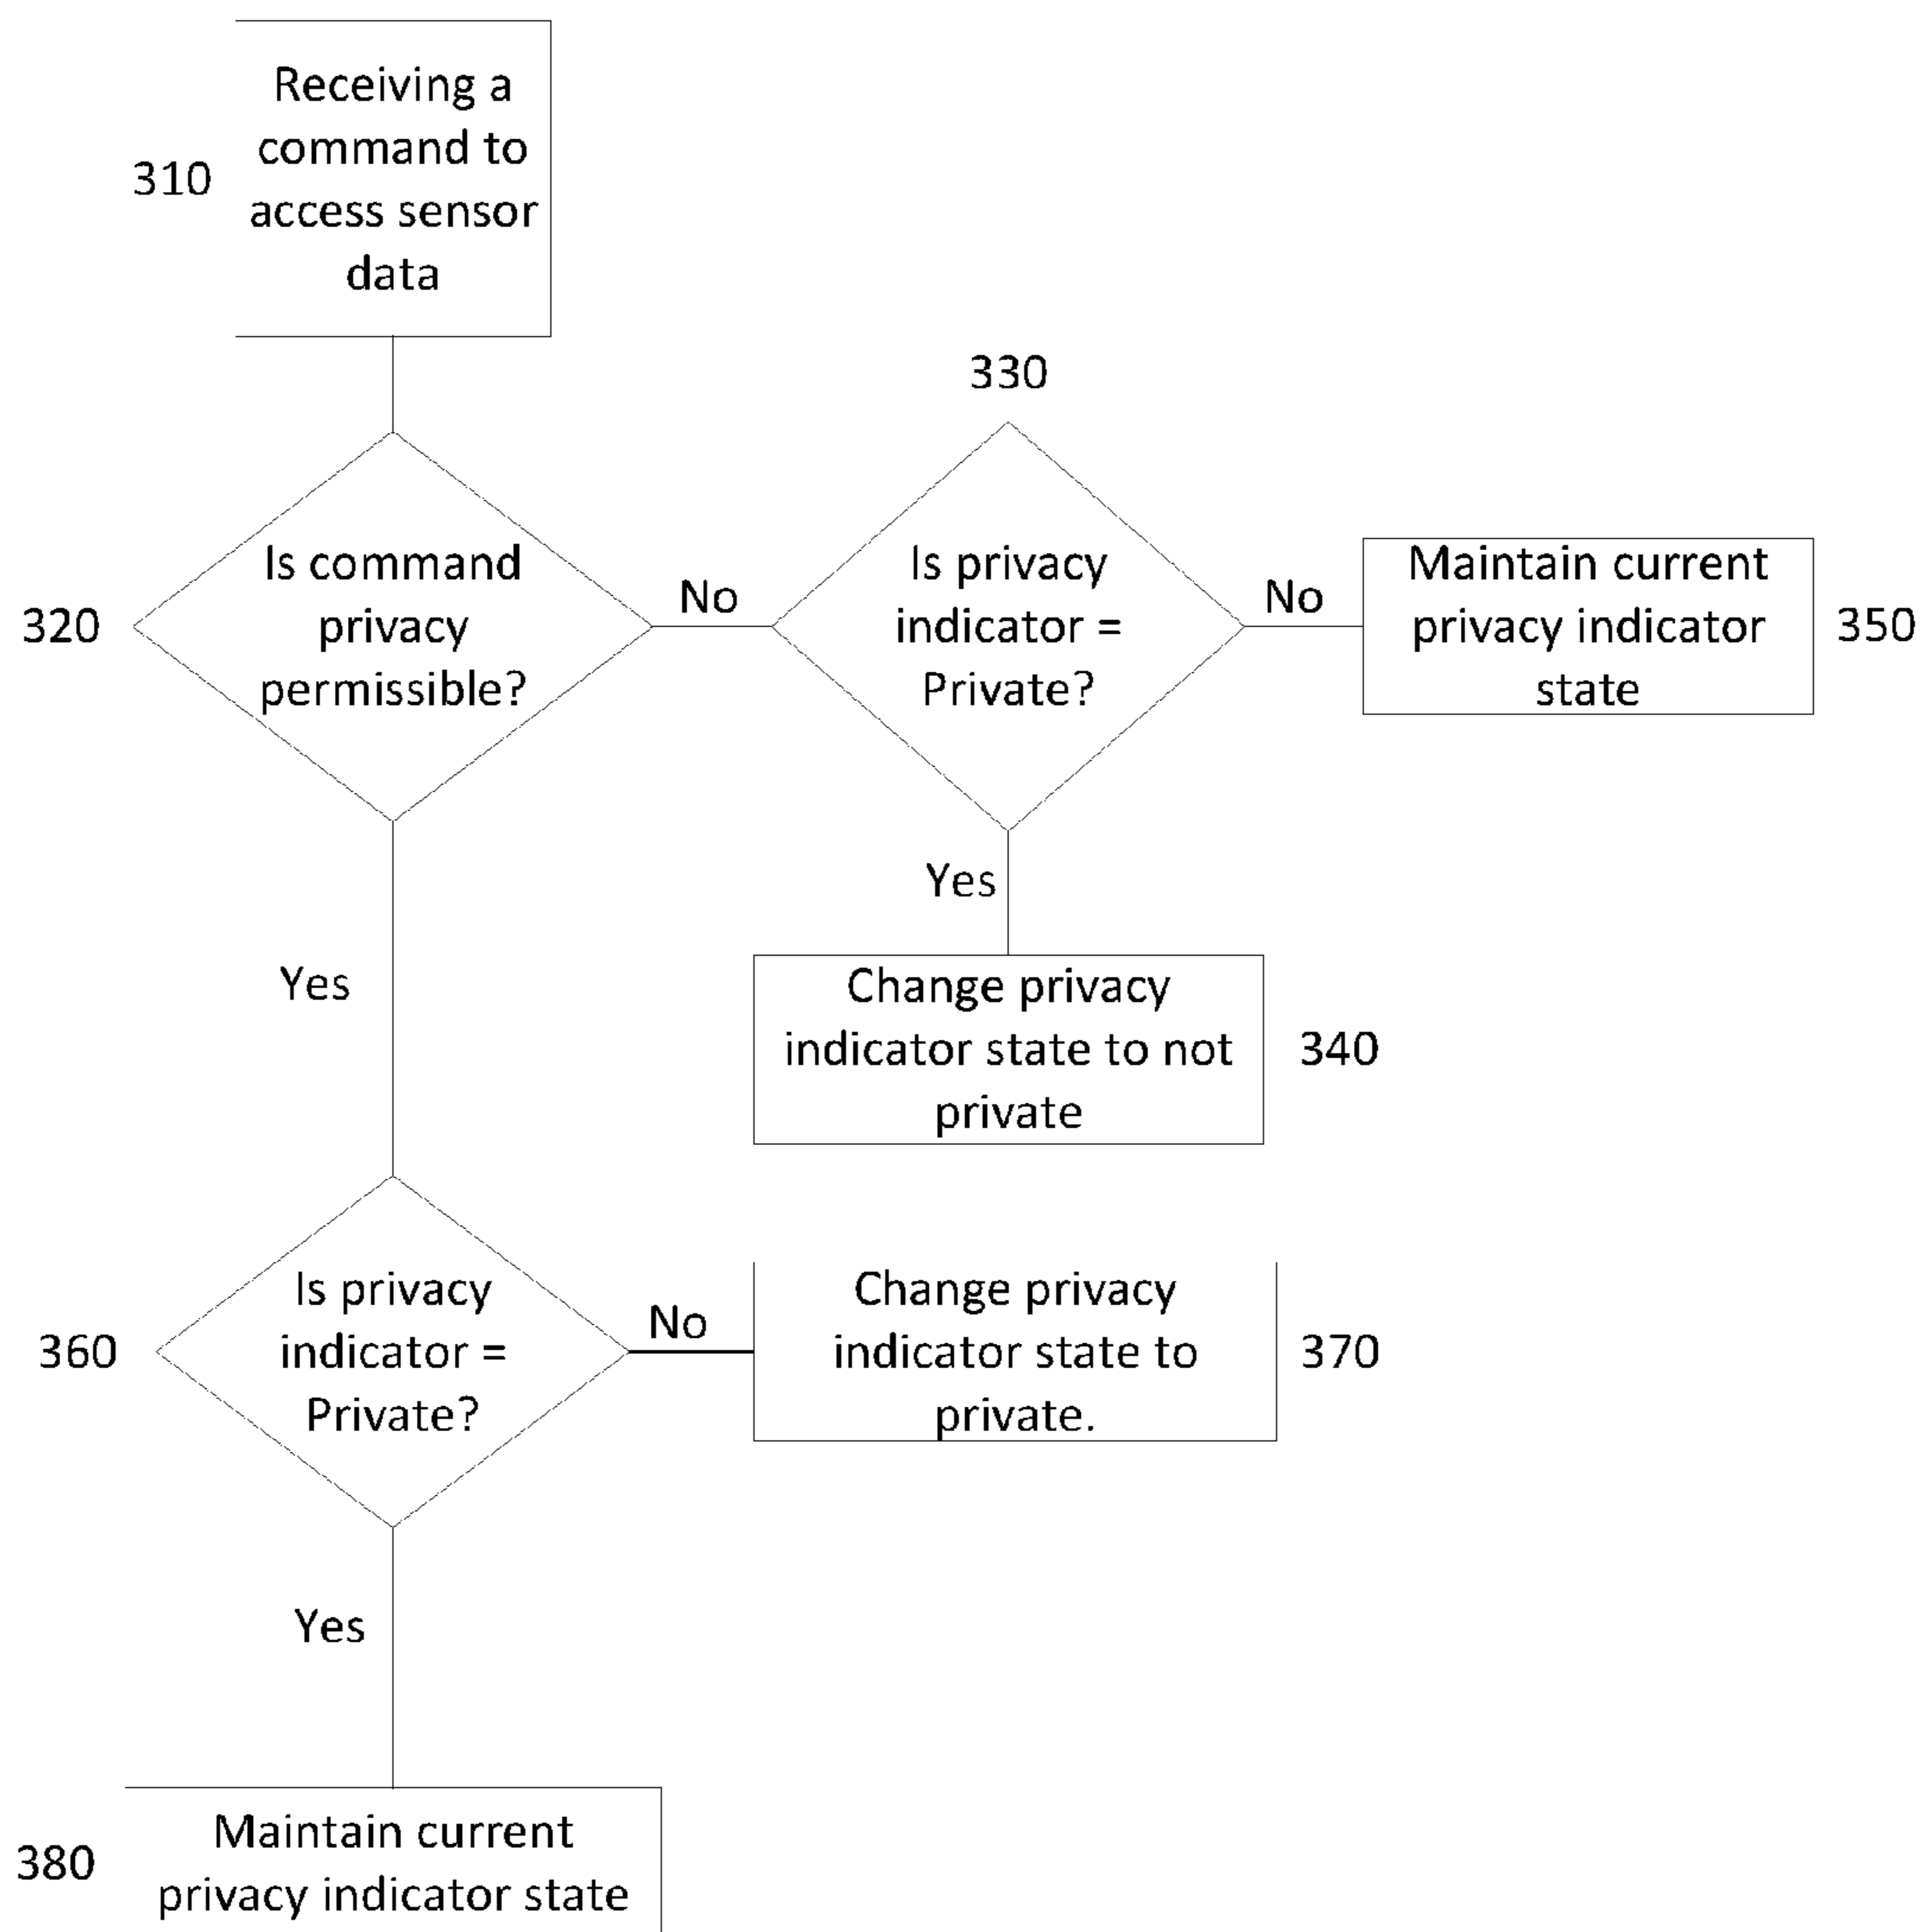 Receiving a
command to
access sensor
data
310
330
Is command
privacy
permissible?
320
No
Is privacy
indicator =
Private?
No
Maintain current
privacy indicator
state
350
Yes
Change privacy
indicator state to not
private
340
Yes
Is privacy
indicator =
Private?
360
No
Change privacy
indicator state to
private.
370
Yes
Maintain current
privacy indicator state
380